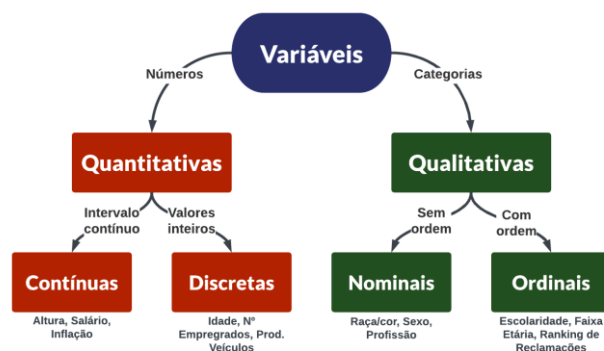 Variáveis
Números
Categorias
Quantitativas
Qualitativas
Intervalo
contínuo
Valores
inteiros
Sem
ordem
Com
ordem
Contínuas
Discretas
Nominais
Ordinais
Altura, Salário,
Inflação
Idade, Nº
Empregrados, Prod.
Veículos
Raça/cor, Sexo,
Profissão
Escolaridade, Faixa
Etária, Ranking de
Reclamações